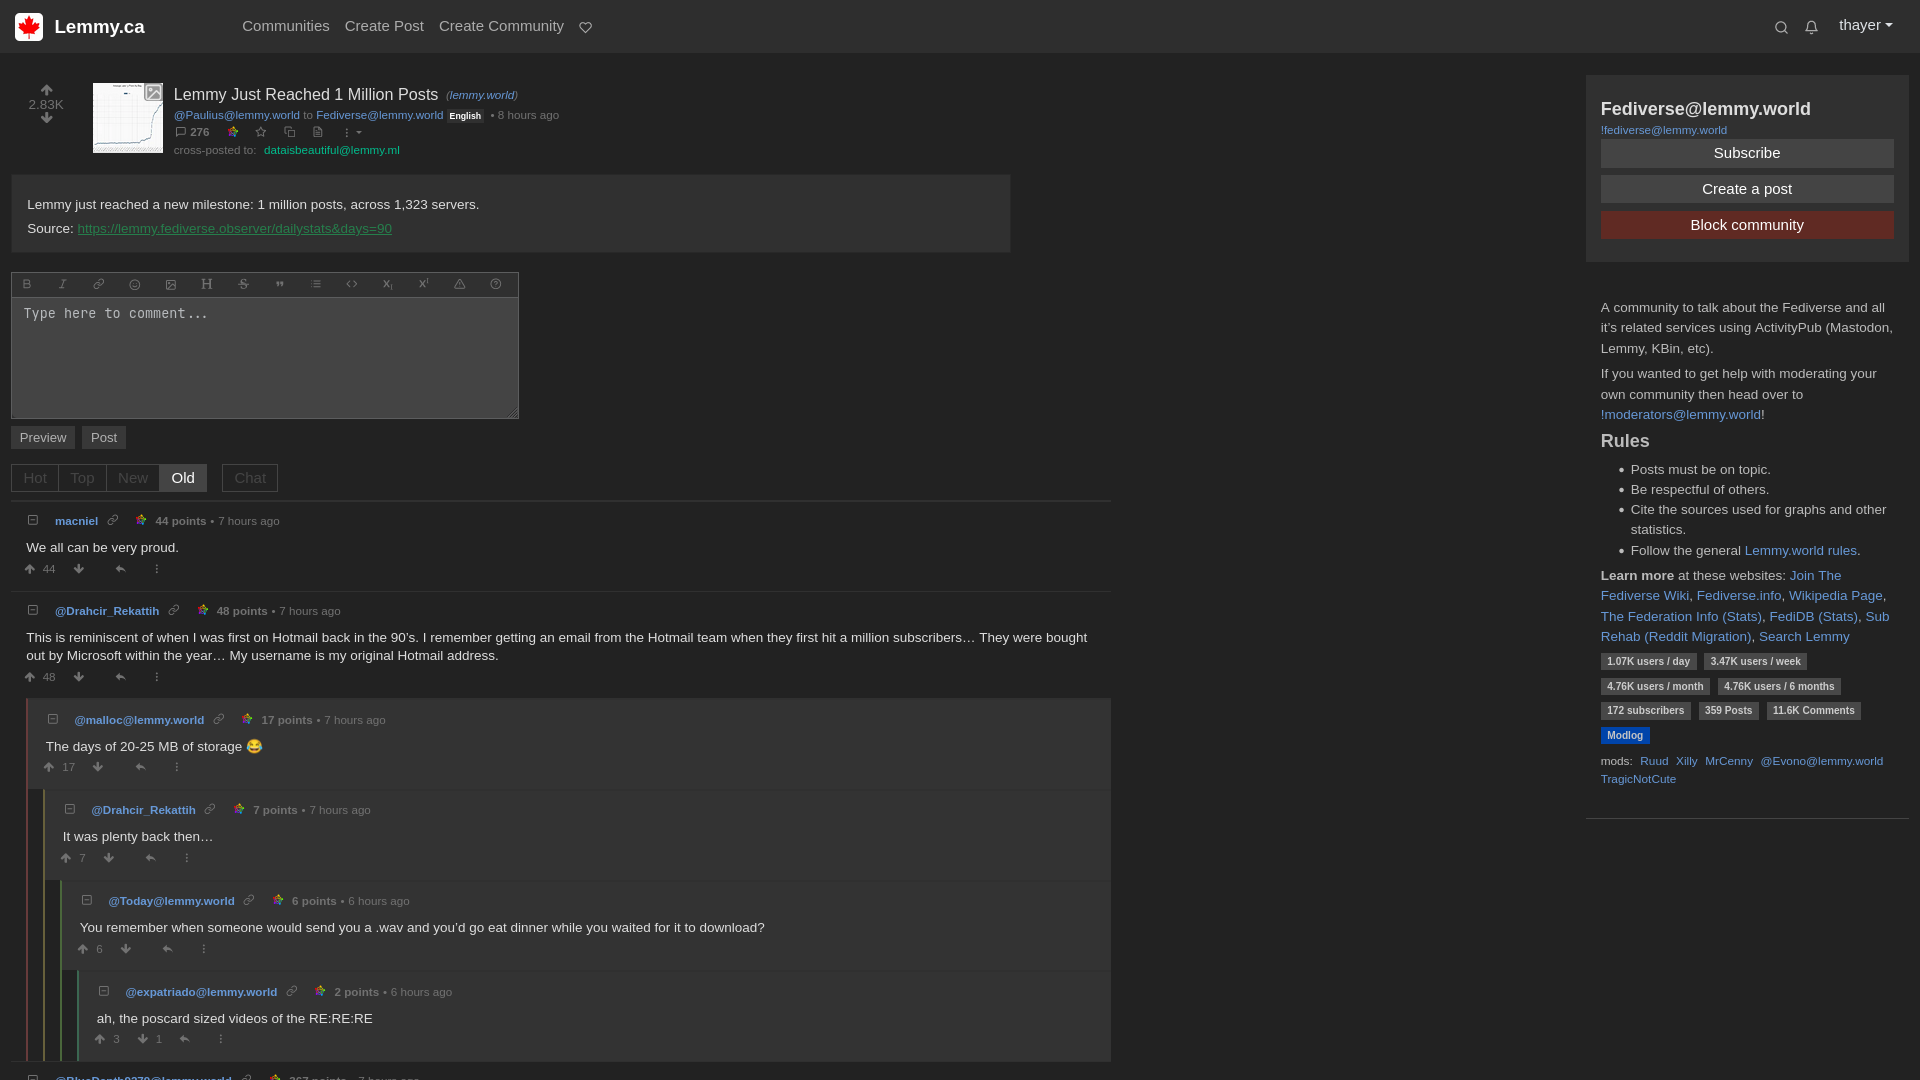 Lemmy.ca
Communities
Create Post
Create Community
thayer
2.83K
Lemmy Just Reached 1 Million Posts (lemmy.world)
@Paulius@lemmy.world to Fediverse@lemmy.world English • 8 hours ago
276
cross-posted to: dataisbeautiful@lemmy.ml
Lemmy just reached a new milestone: 1 million posts, across 1,323 servers.
Source: https://lemmy.fediverse.observer/dailystats&days=90
Type here to comment...
Preview
Post
Hot
Top
New
Old
Chat
macniel 44 points • 7 hours ago
We all can be very proud.
44
@Drahcir_Rekattih 48 points • 7 hours ago
This is reminiscent of when I was first on Hotmail back in the 90’s. I remember getting an email from the Hotmail team when they first hit a million subscribers… They were bought
out by Microsoft within the year… My username is my original Hotmail address.
48
@malloc@lemmy.world 17 points • 7 hours ago
The days of 20-25 MB of storage 😂
17
@Drahcir_Rekattih 7 points • 7 hours ago
It was plenty back then…
7
@Today@lemmy.world 6 points • 6 hours ago
You remember when someone would send you a .wav and you’d go eat dinner while you waited for it to download?
6
@expatriado@lemmy.world 2 points • 6 hours ago
ah, the poscard sized videos of the RE:RE:RE
3 1
Fediverse@lemmy.world
!fediverse@lemmy.world
Subscribe
Create a post
Block community
A community to talk about the Fediverse and all
it’s related services using ActivityPub (Mastodon,
Lemmy, KBin, etc).
If you wanted to get help with moderating your
own community then head over to
!moderators@lemmy.world!
Rules
• Posts must be on topic.
• Be respectful of others.
• Cite the sources used for graphs and other
statistics.
• Follow the general Lemmy.world rules.
Learn more at these websites: Join The
Fediverse Wiki, Fediverse.info, Wikipedia Page,
The Federation Info (Stats), FediDB (Stats), Sub
Rehab (Reddit Migration), Search Lemmy
1.07K users / day 3.47K users / week
4.76K users / month 4.76K users / 6 months
172 subscribers 359 Posts 11.6K Comments
Modlog
mods: Ruud Xilly MrCenny @Evono@lemmy.world
TragicNotCute